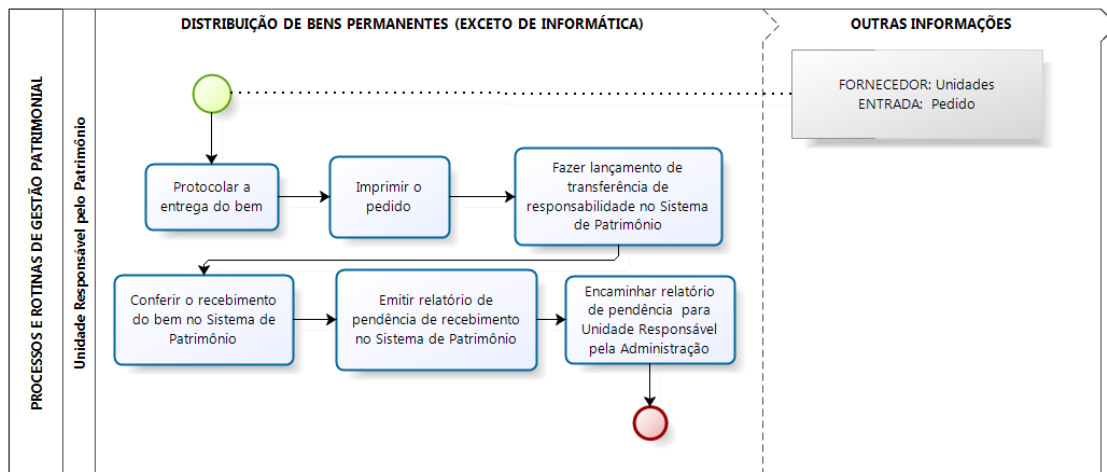 DISTRIBUIÇÃO DE BENS PERMANENTES (EXCETO DE INFORMÁTICA)
OUTRAS INFORMAÇÕES
PROCESSOS E ROTINAS DE GESTÃO PATRIMONIAL
Unidade Responsável pelo Patrimônio
FORNECEDOR: Unidades
ENTRADA: Pedido
Protocolar a
entrega do bem
Imprimir o
pedido
Fazer lançamento de
transferência de
responsabilidade no Sistema
de Patrimônio
Conferir o recebimento
do bem no Sistema de
Patrimônio
Emitir relatório de
pendência de recebimento
no Sistema de Patrimônio
Encaminhar relatório
de pendência para
Unidade Responsável
pela Administração